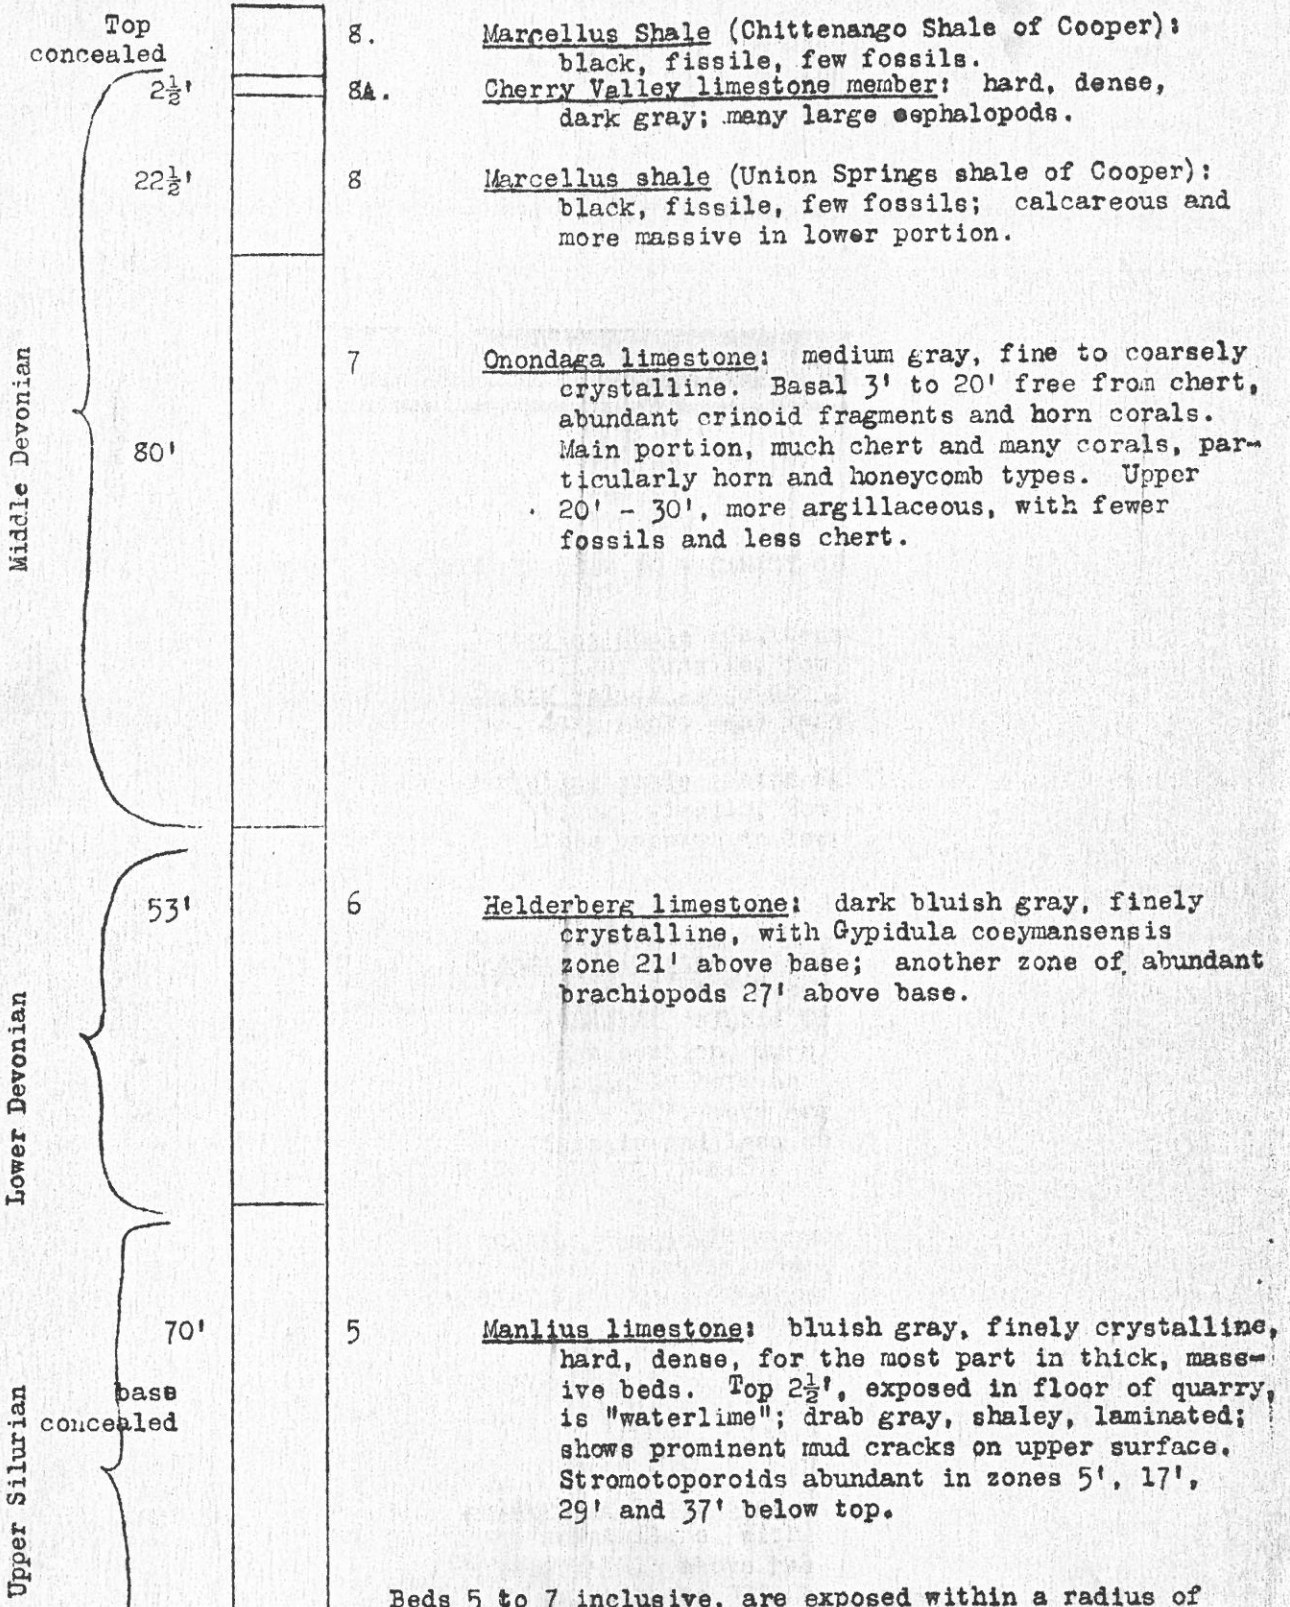 Top
concealed
8. Marcellus Shale (Chittenango Shale of Cooper):
black, fissile, few fossils.
2½' 8A. Cherry Valley limestone member: hard, dense,
dark gray; many large cephalopods.
22½' 8 Marcellus shale (Union Springs shale of Cooper):
black, fissile, few fossils; calcareous and
more massive in lower portion.
Middle Devonian
80'
7 Onondaga limestone: medium gray, fine to coarsely
crystalline. Basal 3' to 20' free from chert,
abundant crinoid fragments and horn corals.
Main portion, much chert and many corals, par-
ticularly horn and honeycomb types. Upper
20' - 30', more argillaceous, with fewer
fossils and less chert.
Lower Devonian
53' 6 Helderberg limestone: dark bluish gray, finely
crystalline, with Gypidula coeymansensis
zone 21' above base; another zone of abundant
brachiopods 27' above base.
Upper Silurian
70' 5 Manlius limestone: bluish gray, finely crystalline,
hard, dense, for the most part in thick, mass-
ive beds. Top 2½', exposed in floor of quarry,
is "waterlime"; drab gray, shaley, laminated;
shows prominent mud cracks on upper surface.
Stromotoporoids abundant in zones 5', 17',
29' and 37' below top.
base
concealed
Beds 5 to 7 inclusive, are exposed within a radius of